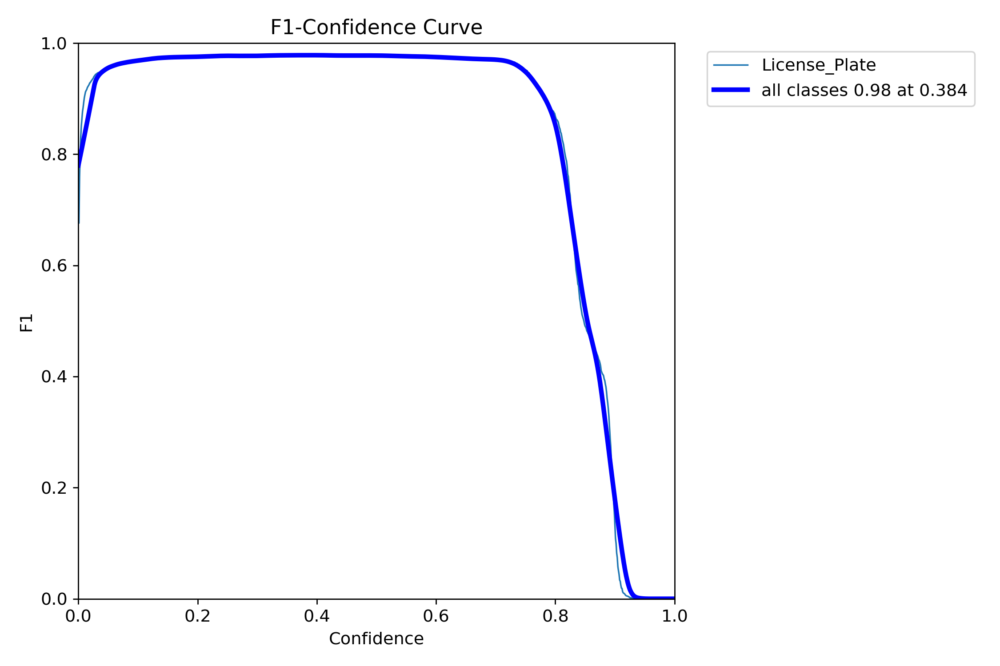 F1-Confidence Curve
1.0
0.8
0.6
0.4
0.2
0.0
F1
0.0 0.2 0.4 0.6 0.8 1.0
Confidence
License_Plate
all classes 0.98 at 0.384